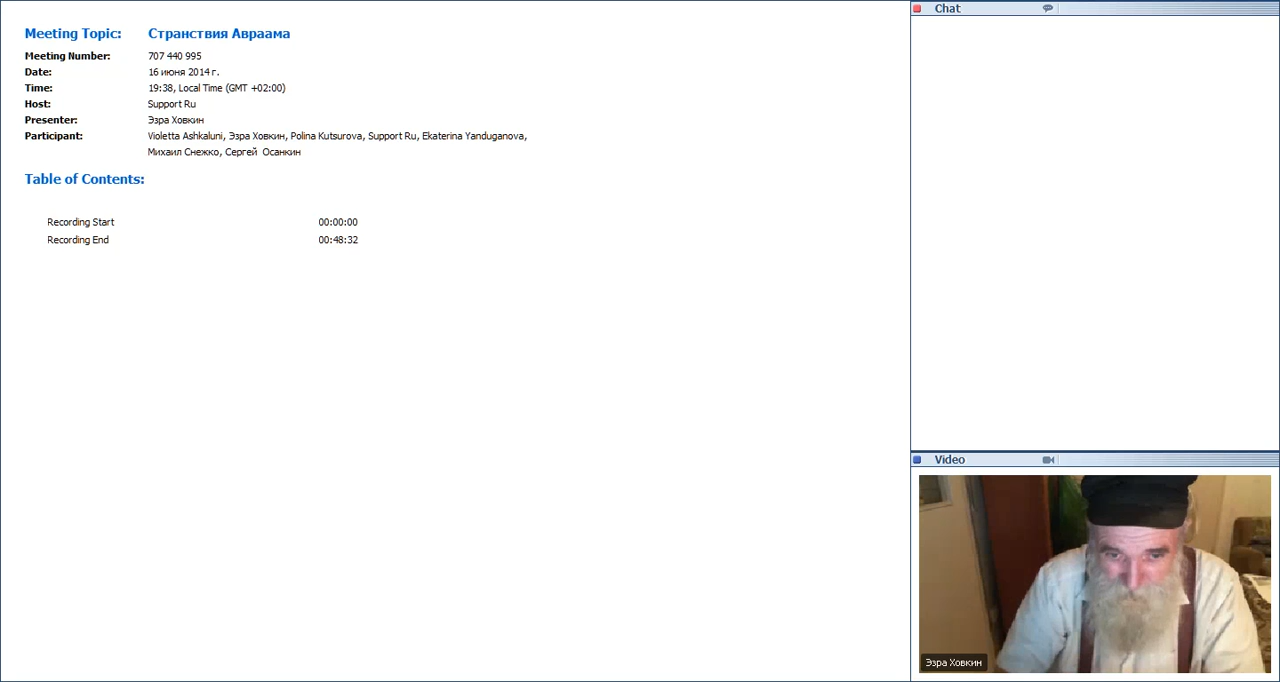 Meeting Topic: Странствия Авраама
Meeting Number: 707 440 995
Date: 16 июня 2014 г.
Time: 19:38, Local Time (GMT +02:00)
Host: Support Ru
Presenter: Эзра Ховкин
Participant: Violetta Ashkaluni, Эзра Ховкин, Polina Kutsurova, Support Ru, Ekaterina Yanduganova,
Михаил Снежко, Сергей Осанкин
Table of Contents:
Recording Start 00:00:00
Recording End 00:48:32
Chat
Video
Эзра Ховкин